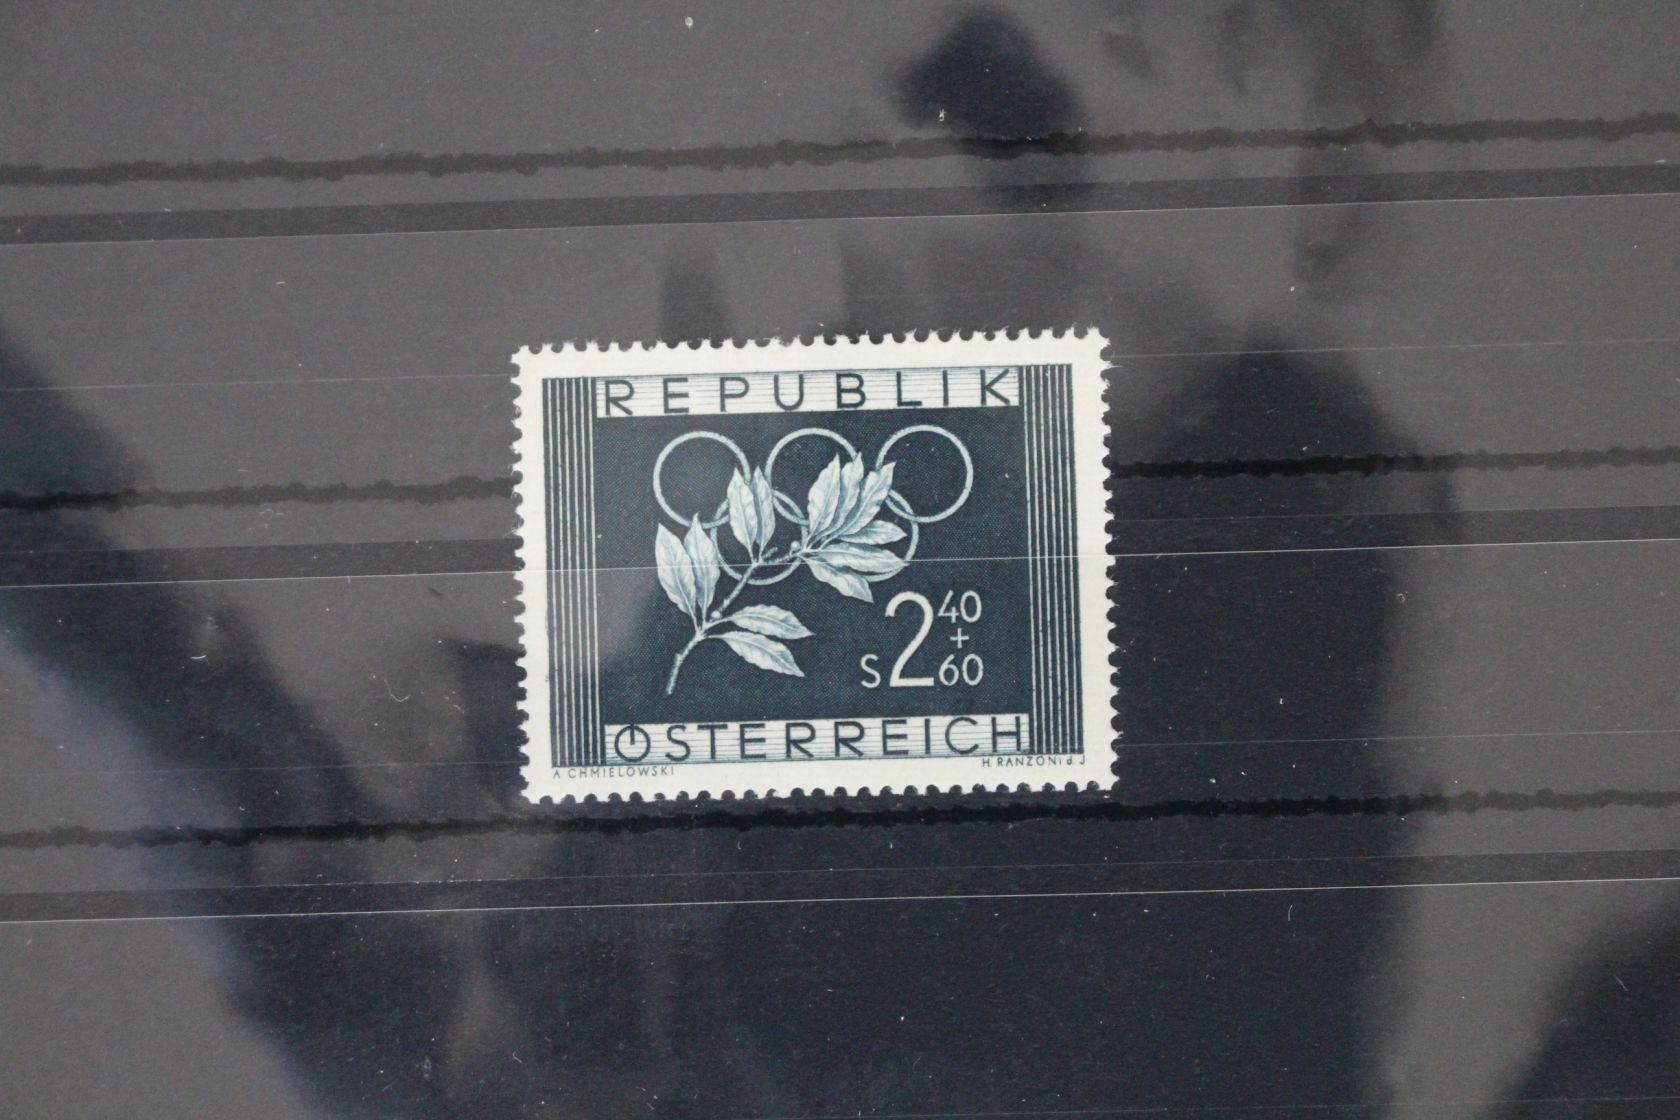 REPUBLIK
S 2 40 + 60
ÖSTERREICH
A CHMIELOWSKI
H. RANZONI d. J